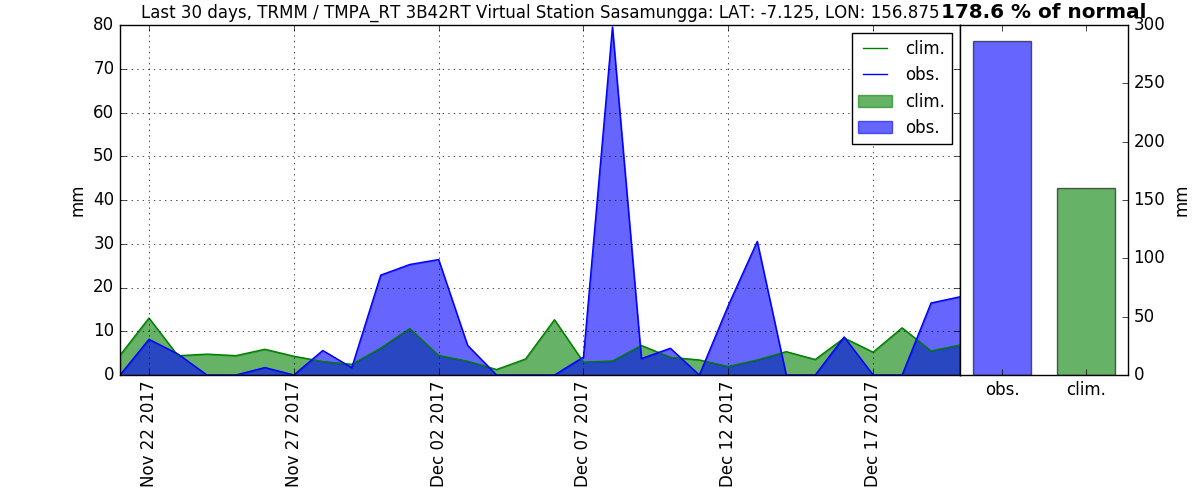 Last 30 days, TRMM / TMPA_RT 3B42RT Virtual Station Sasamungga: LAT: -7.125, LON: 156.875
178.6 % of normal
80
70
60
50
40
30
20
10
0
mm
clim.
obs.
clim.
obs.
Nov 22 2017
Nov 27 2017
Dec 02 2017
Dec 07 2017
Dec 12 2017
Dec 17 2017
300
250
200
150
100
50
0
mm
obs.
clim.